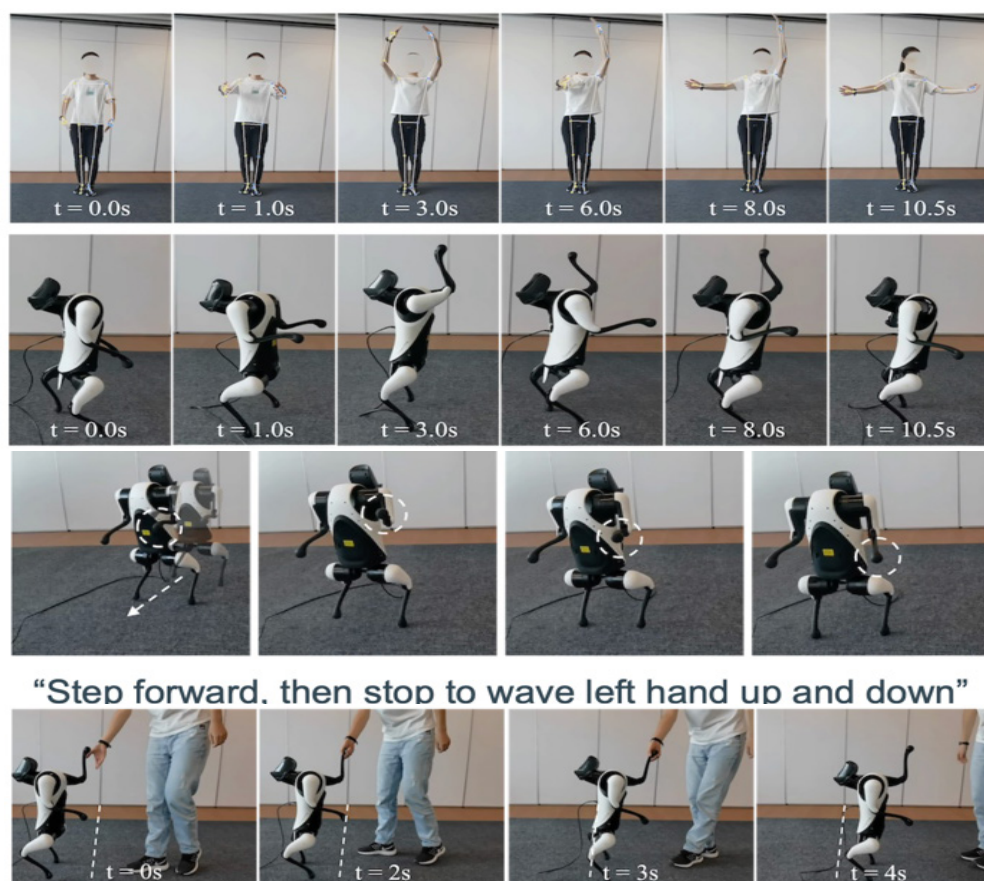 t = 0.0s t = 1.0s t = 3.0s t = 6.0s t = 8.0s t = 10.5s
t = 0.0s t = 1.0s t = 3.0s t = 6.0s t = 8.0s t = 10.5s
“Step forward, then stop to wave left hand up and down”
t = 0s t = 2s t = 3s t = 4s